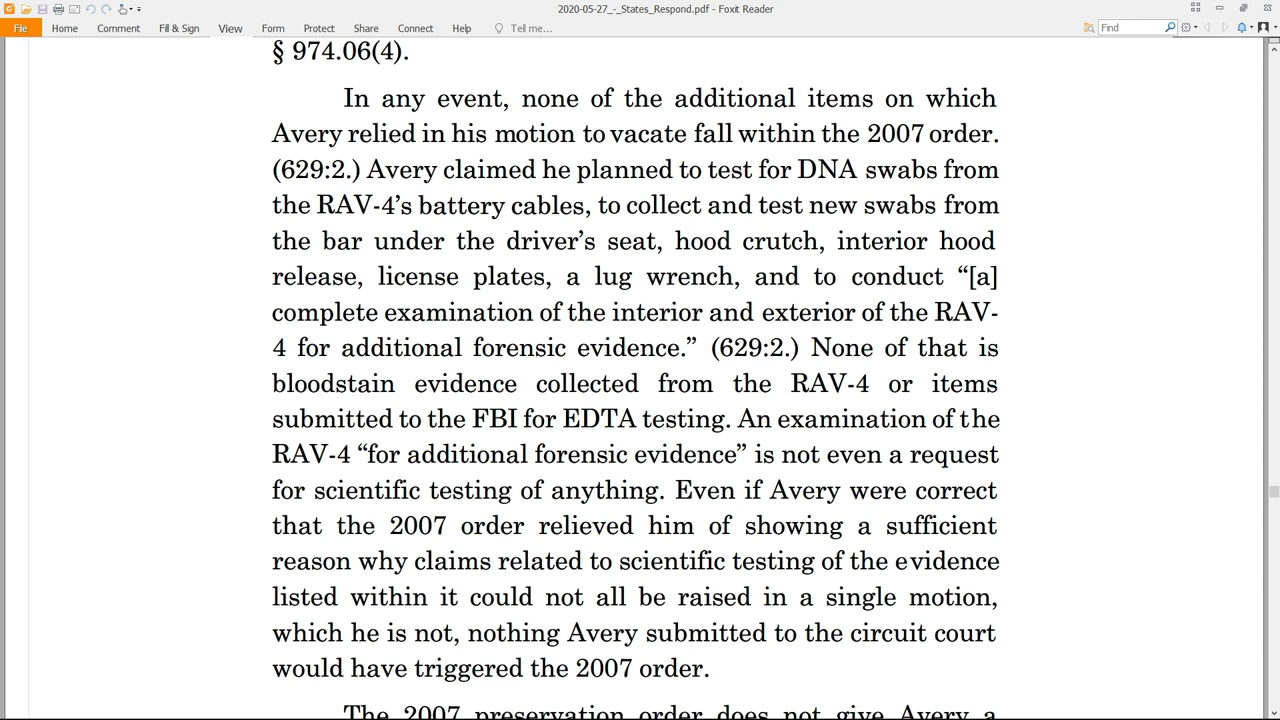 2020-05-27_-_States_Respond.pdf - Foxit Reader
File Home Comment Fill & Sign View Form Protect Share Connect Help Tell me... Find
§ 974.06(4).
In any event, none of the additional items on which
Avery relied in his motion to vacate fall within the 2007 order.
(629:2.) Avery claimed he planned to test for DNA swabs from
the RAV-4’s battery cables, to collect and test new swabs from
the bar under the driver’s seat, hood crutch, interior hood
release, license plates, a lug wrench, and to conduct “[a]
complete examination of the interior and exterior of the RAV-
4 for additional forensic evidence.” (629:2.) None of that is
bloodstain evidence collected from the RAV-4 or items
submitted to the FBI for EDTA testing. An examination of the
RAV-4 “for additional forensic evidence” is not even a request
for scientific testing of anything. Even if Avery were correct
that the 2007 order relieved him of showing a sufficient
reason why claims related to scientific testing of the evidence
listed within it could not all be raised in a single motion,
which he is not, nothing Avery submitted to the circuit court
would have triggered the 2007 order.
The 2007 preservation order does not give Avery a